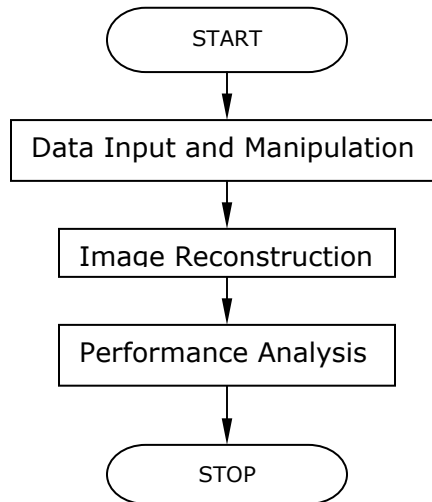 START
Data Input and Manipulation
Image Reconstruction
Performance Analysis
STOP